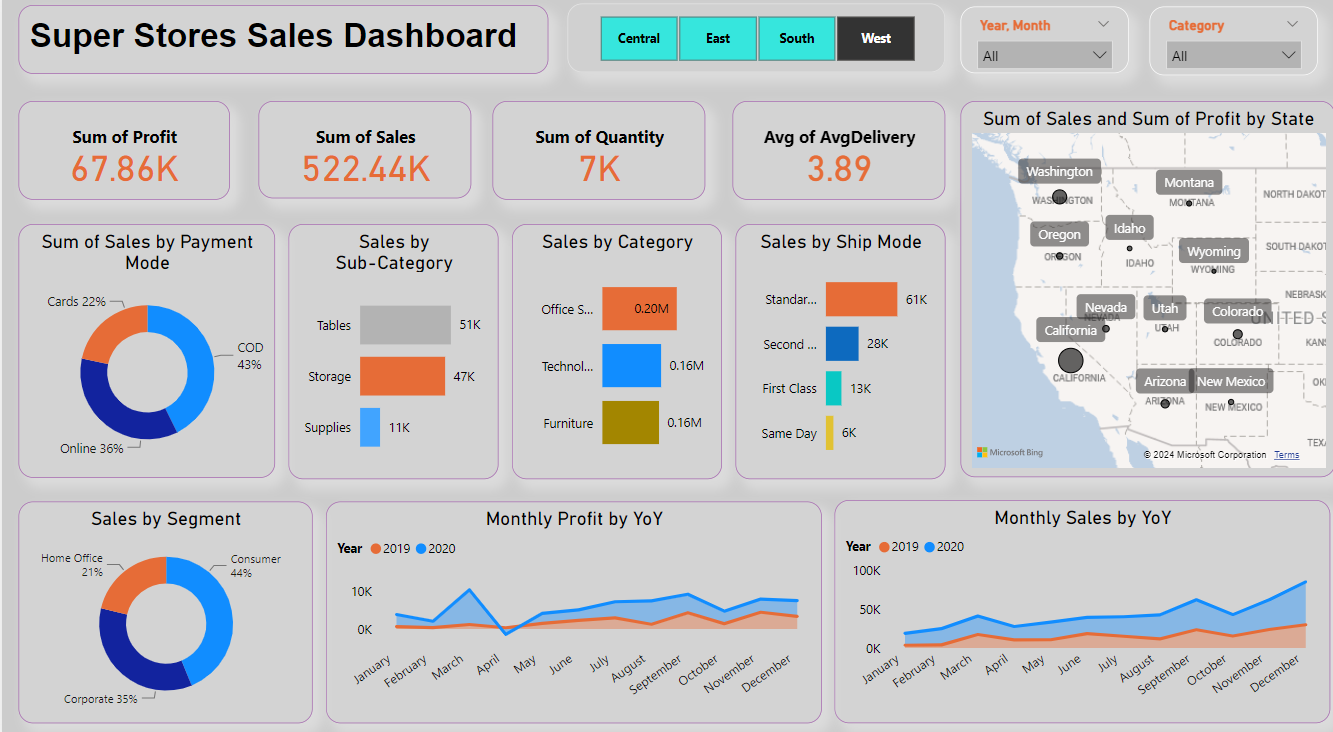 Super Stores Sales Dashboard
Central
East
South
West
Year, Month
All
Category
All
Sum of Profit
67.86K
Sum of Sales
522.44K
Sum of Quantity
7K
Avg of AvgDelivery
3.89
Sum of Sales and Sum of Profit by State
Washington
WASHINGTON
Montana
MONTANA
NORTH DAKOT
Oregon
OREGON
Idaho
IDAHO
Wyoming
WYOMING
SOUTH DAKOT
NEBRASK
Nevada
NEVADA
Utah
UTAH
Colorado
COLORADO
UNITED S
KAN
California
CALIFORNIA
Arizona
ARIZONA
New Mexico
NEW MEXICO
OK
TEXA
Microsoft Bing
© 2024 Microsoft Corporation Terms
Sum of Sales by Payment
Mode
Cards 22%
COD
43%
Online 36%
Sales by
Sub-Category
Tables
51K
Storage
47K
Supplies
11K
Sales by Category
Office S...
0.20M
Technol...
0.16M
Furniture
0.16M
Sales by Ship Mode
Standar...
61K
Second ...
28K
First Class
13K
Same Day
6K
Sales by Segment
Home Office
21%
Consumer
44%
Corporate 35%
Monthly Profit by YoY
Year 2019 2020
10K
0K
January
February
March
April
May
June
July
August
September
October
November
December
Monthly Sales by YoY
Year 2019 2020
100K
50K
0K
January
February
March
April
May
June
July
August
September
October
November
December